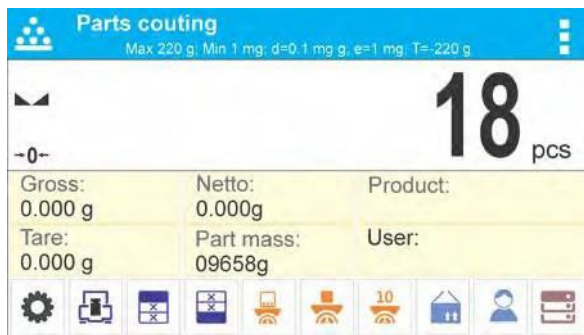 Parts couting
Max 220 g; Min 1 mg; d=0.1 mg g; e=1 mg T=-220 g
→0←
18 pcs
Gross: Netto: Product:
0.000 g 0.000g
Tare: Part mass: User:
0.000 g 09658g
10